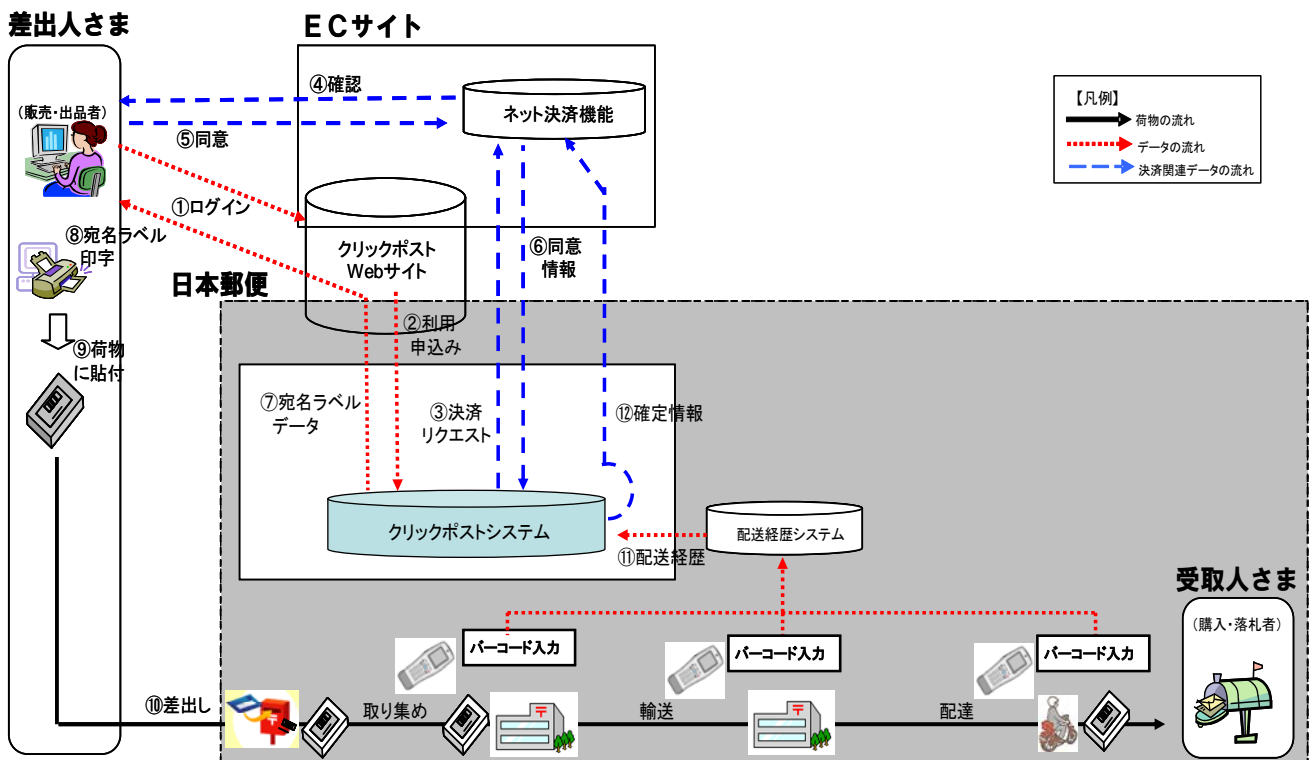 差出人さま
ECサイト
④確認
(販売・出品者)
⑤同意
ネット決済機能
【凡例】
荷物の流れ
データの流れ
決済関連データの流れ
①ログイン
⑧宛名ラベル
印字
クリックポスト
Webサイト
⑥同意
情報
日本郵便
②利用
申込み
⑨荷物
に貼付
⑦宛名ラベル
データ
③決済
リクエスト
⑫確定情報
クリックポストシステム
配送経歴システム
⑪配送経歴
受取人さま
(購入・落札者)
バーコード入力
バーコード入力
バーコード入力
⑩差出し
取り集め
〒
輸送
〒
配達